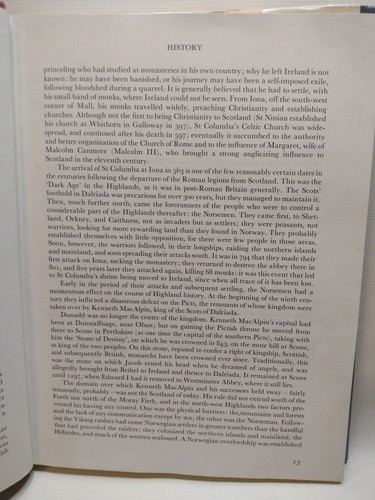 HISTORY
princeling who had studied at monasteries in his own country; why he left Ireland is not
known: he may have been banished, or his journey may have been a self-imposed exile,
following bloodshed during a quarrel. It is generally believed that he had to settle, with
his small band of monks, where Ireland could not be seen. From Iona, off the south-west
corner of Mull, his monks travelled widely, preaching Christianity and establishing
churches. Although not the first to bring Christianity to Scotland (St Ninian established
his church at Whithorn in Galloway in 397), St Columba's Celtic Church was wide-
spread, and continued after his death in 597; eventually it succumbed to the authority
and better organization of the Church of Rome and to the influence of Margaret, wife of
Malcolm Canmore (Malcolm III), who brought a strong anglicizing influence to
Scotland in the eleventh century.
The arrival of St Columba at Iona in 563 is one of the few reasonably certain dates in
the centuries following the departure of the Roman legions from Scotland. This was the
'Dark Age' in the Highlands, as it was in post-Roman Britain generally. The Scots'
foothold in Dalriada was precarious for over 300 years, but they managed to maintain it.
Then, much further north, came the forerunners of the people who were to control a
considerable part of the Highlands thereafter: the Norsemen. They came first, to Shet-
land, Orkney, and Caithness, not as invaders but as settlers; they were peasants, not
warriors, looking for more rewarding land than they found in Norway. They probably
established themselves with little opposition, for there were few people in those areas.
Soon, however, the warriors followed, in their longships, raiding the northern islands
and mainland, and soon spreading their attacks south. It was in 794 that they made their
first attack on Iona, sacking the monastery; they returned to destroy the abbey there in
801, and five years later they attacked again, killing 68 monks: it was this event that led
to St Columba's shrine being moved to Ireland, since when all trace of it has been lost.
Early in the period of their attacks and subsequent settling, the Norsemen had a
momentous effect on the course of Highland history. At the beginning of the ninth cen-
tury they inflicted a disastrous defeat on the Picts, the remnants of whose kingdom were
taken over by Kenneth MacAlpin, king of the Scots of Dalriada.
Dunadd was no longer the centre of the kingdom. Kenneth MacAlpin's capital had
been at Dunstaffnage, near Oban; but on gaining the Pictish throne he moved from
there to Scone in Perthshire (at one time the capital of the southern Picts), taking with
him the 'Stone of Destiny', on which he was crowned in 843, on the mote hill at Scone,
as king of the two peoples. On this stone, reputed to confer a right of kingship, Scottish,
and subsequently British, monarchs have been crowned ever since. Traditionally, this
was the stone on which Jacob rested his head when he dreamed of angels, and was
allegedly brought from Bethel to Ireland and thence to Dalriada. It remained at Scone
until 1297, when Edward I had it removed to Westminster Abbey, where it still lies.
The domain over which Kenneth MacAlpin and his successors held sway – fairly
tenuously, probably – was not the Scotland of today. His rule did not extend south of the
Forth nor north of the Moray Firth, and in the north-west Highlands two factors pre-
vented his having any control. One was the physical barriers: the mountains and forests
and the lack of any communication except by sea; the other was the Norsemen. Follow-
ing the Viking raiders had come Norwegian settlers in greater numbers than the handful
that had preceded the raiders: they colonized the northern islands and mainland, the
Hebrides, and much of the western seaboard. A Norwegian overlordship was establishing
15